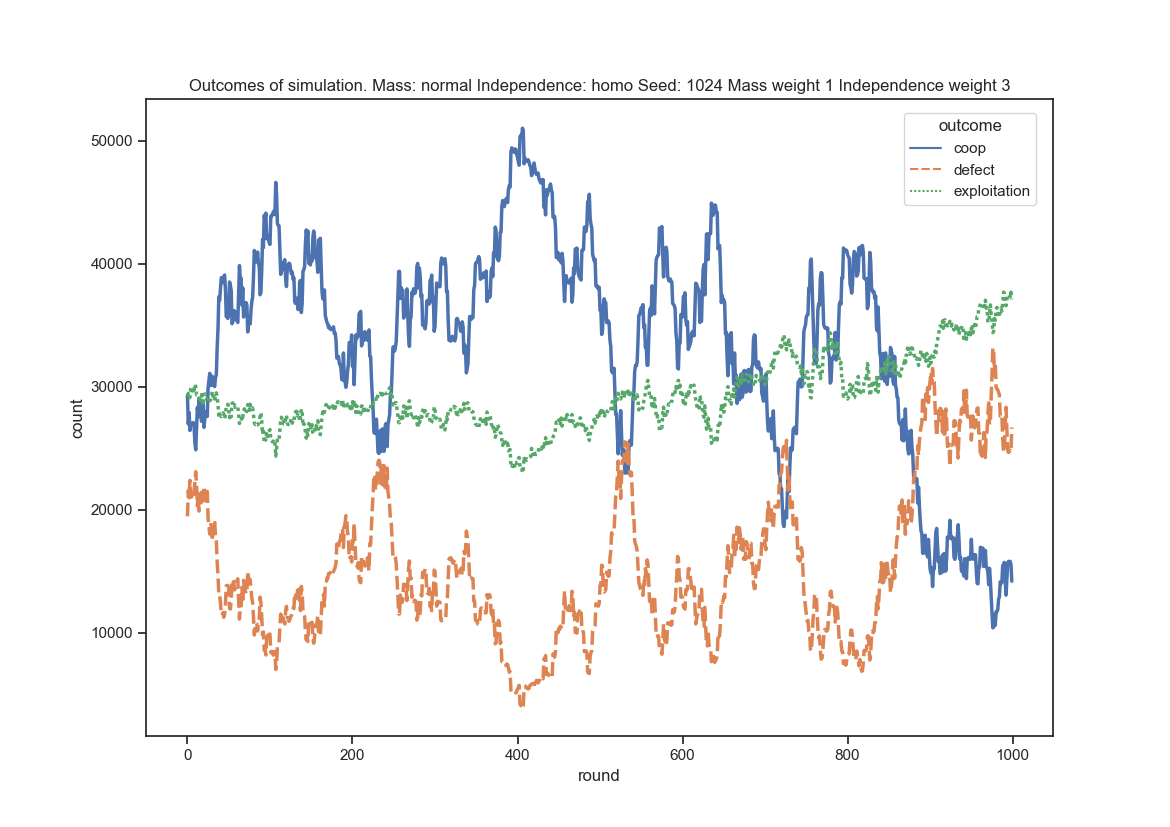 Outcomes of simulation. Mass: normal Independence: homo Seed: 1024 Mass weight 1 Independence weight 3
outcome
coop
defect
exploitation
50000
40000
30000
20000
10000
count
0 200 400 600 800 1000
round